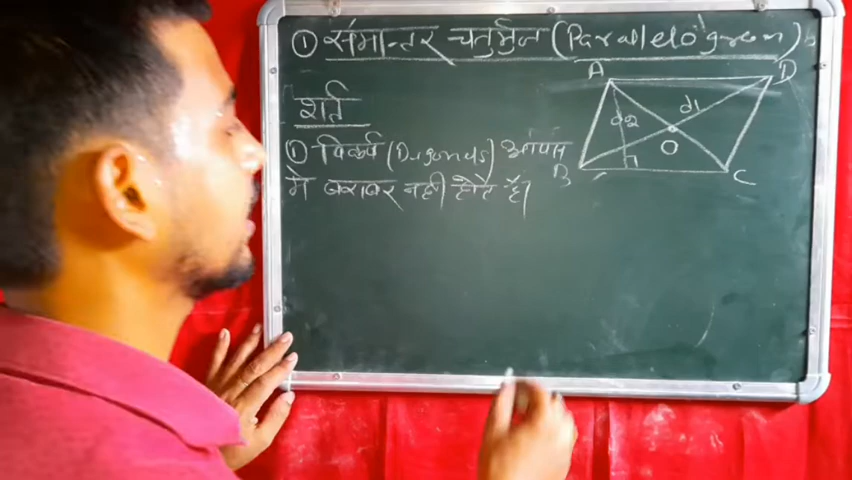 ① समान्तर चतुर्भुज (Parallelogram)
A D
शर्त
d1
d2
① विकर्ण (Diagonals) आपस
O
B C
में बराबर नही होते हैं।